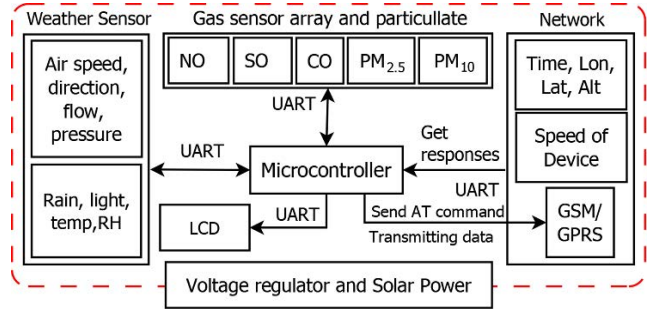 Weather Sensor
Air speed,
direction,
flow,
pressure
Rain, light,
temp,RH
Gas sensor array and particullate
NO
SO
CO
PM2.5
PM10
UART
UART
Microcontroller
UART
LCD
Get
responses
UART
Send AT command
Transmitting data
Network
Time, Lon,
Lat, Alt
Speed of
Device
GSM/
GPRS
Voltage regulator and Solar Power